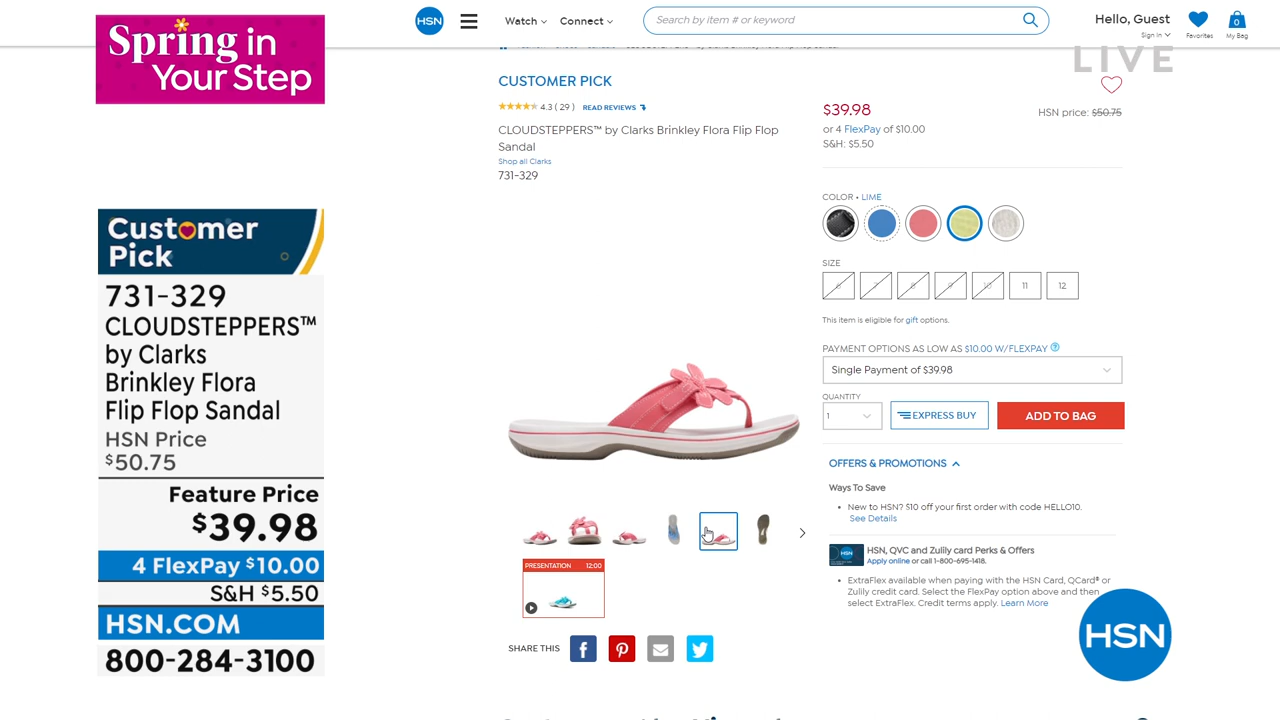 Spring in
Your Step
HSN
Watch
Connect
Search by item # or keyword
Hello, Guest
Sign in
Favorites
0
My Bag
LIVE
CUSTOMER PICK
4.3 ( 29 )
READ REVIEWS
CLOUDSTEPPERS™ by Clarks Brinkley Flora Flip Flop
Sandal
Shop all Clarks
731-329
$39.98
HSN price: $50.75
or 4 FlexPay of $10.00
S&H: $5.50
COLOR • LIME
SIZE
6
7
8
9
10
11
12
This item is eligible for gift options.
PAYMENT OPTIONS AS LOW AS $10.00 W/FLEXPAY
Single Payment of $39.98
QUANTITY
1
EXPRESS BUY
ADD TO BAG
OFFERS & PROMOTIONS
Ways To Save
• New to HSN? $10 off your first order with code HELLO10.
See Details
HSN, QVC and Zulily card Perks & Offers
Apply online or call 1-800-695-1418.
• ExtraFlex available when paying with the HSN Card, QCard® or
Zulily credit card. Select the FlexPay option above and then
select ExtraFlex. Credit terms apply. Learn More
PRESENTATION 12:00
SHARE THIS
Customer
Pick
731-329
CLOUDSTEPPERS™
by Clarks
Brinkley Flora
Flip Flop Sandal
HSN Price
$50.75
Feature Price
$39.98
4 FlexPay $10.00
S&H $5.50
HSN.COM
800-284-3100
HSN